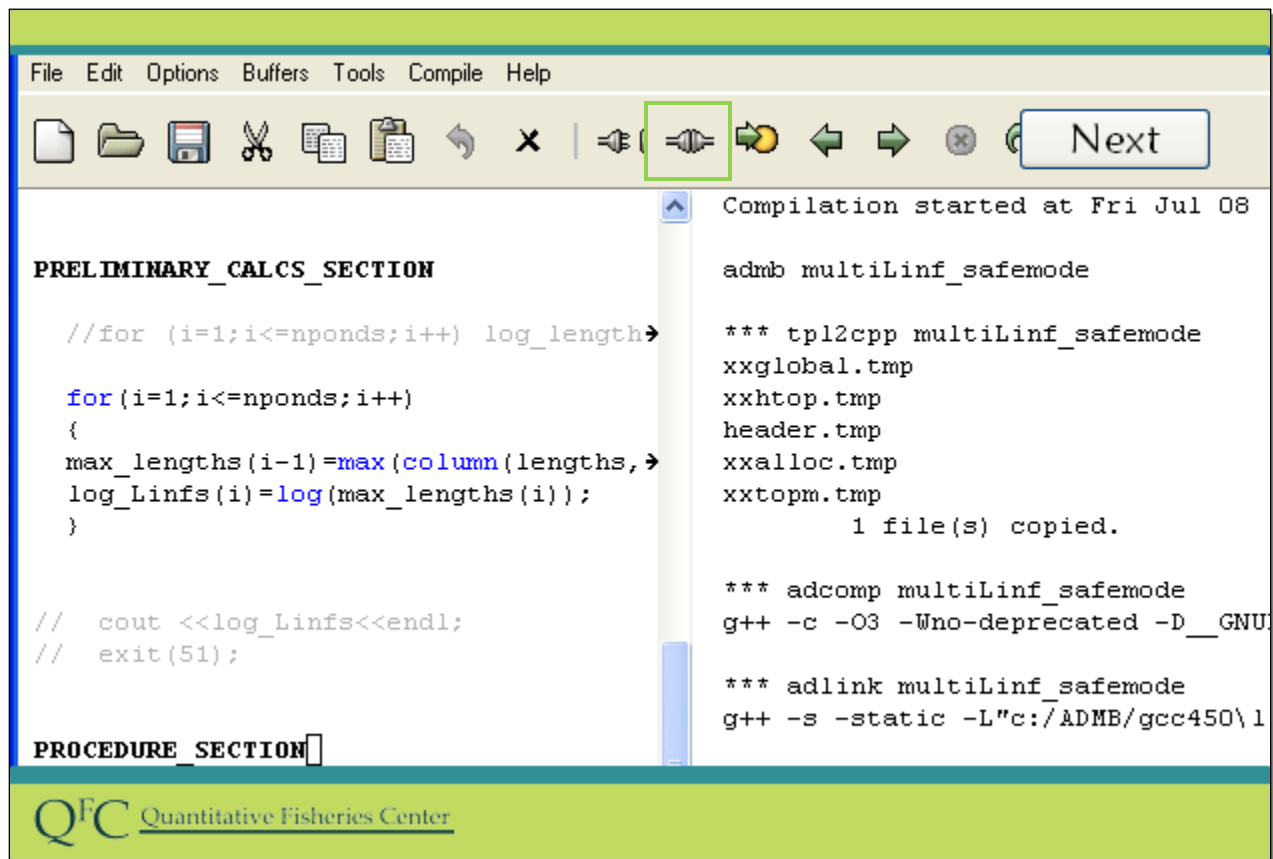 File Edit Options Buffers Tools Compile Help
Next
PRELIMINARY_CALCS_SECTION
//for (i=1;i<=nponds;i++) log_length
for(i=1;i<=nponds;i++)
{
max_lengths(i-1)=max(column(lengths,
log_Linfs(i)=log(max_lengths(i));
}
// cout <<log_Linfs<<endl;
// exit(51);
PROCEDURE_SECTION
Compilation started at Fri Jul 08
admb multiLinf_safemode
*** tpl2cpp multiLinf_safemode
xxglobal.tmp
xxhtop.tmp
header.tmp
xxalloc.tmp
xxtopm.tmp
1 file(s) copied.
*** adcomp multiLinf_safemode
g++ -c -O3 -Wno-deprecated -D__GNU
*** adlink multiLinf_safemode
g++ -s -static -L"c:/ADMB/gcc450\l
QFC Quantitative Fisheries Center